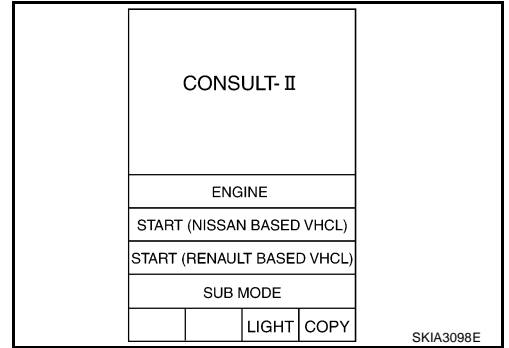 CONSULT-Ⅱ
ENGINE
START (NISSAN BASED VHCL)
START (RENAULT BASED VHCL)
SUB MODE
LIGHT COPY
SKIA3098E